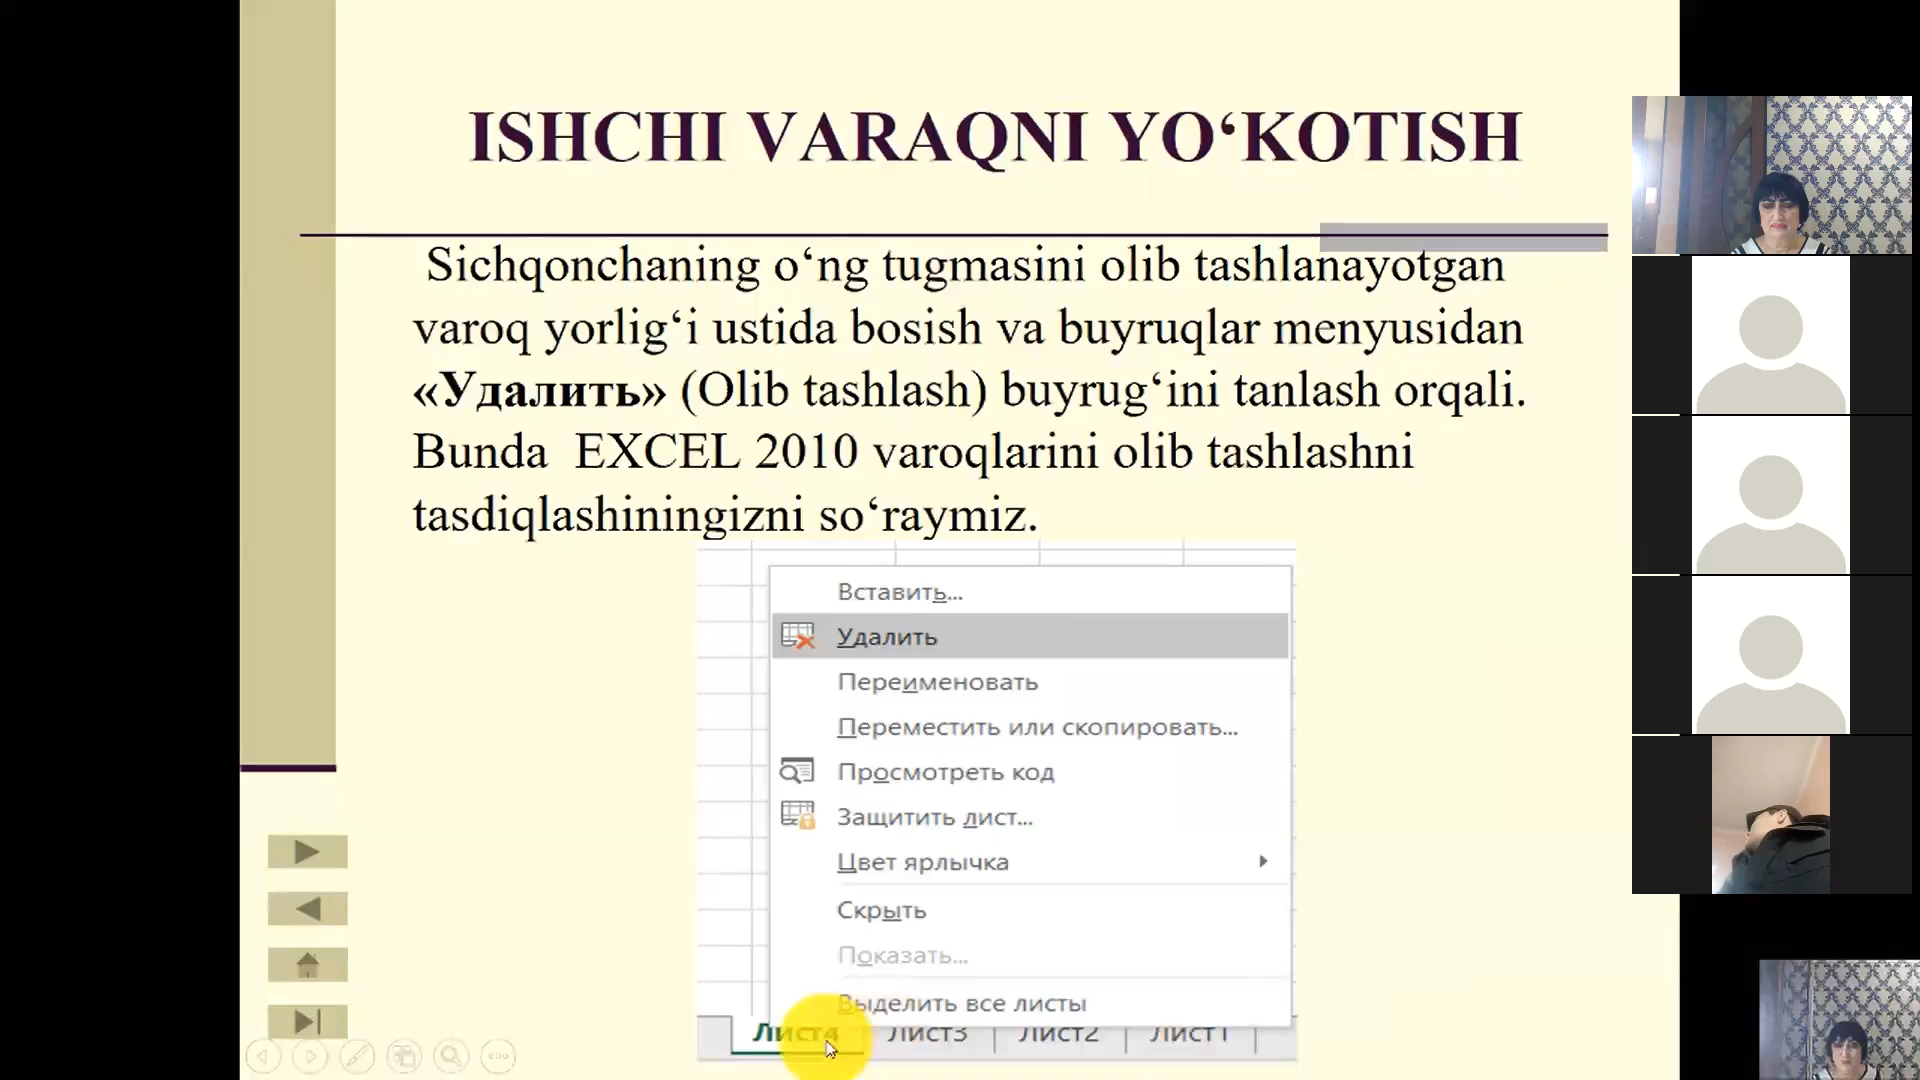 ISHCHI VARAQNI YO‘KOTISH
Sichqonchaning o‘ng tugmasini olib tashlanayotgan
varoq yorlig‘i ustida bosish va buyruqlar menyusidan
«Удалить» (Olib tashlash) buyrug‘ini tanlash orqali.
Bunda EXCEL 2010 varoqlarini olib tashlashni
tasdiqlashiningizni so‘raymiz.
Вставить...
Удалить
Переименовать
Переместить или скопировать...
Просмотреть код
Защитить лист...
Цвет ярлычка
Скрыть
Показать...
Выделить все листы
Лист4 Лист3 Лист2 Лист1